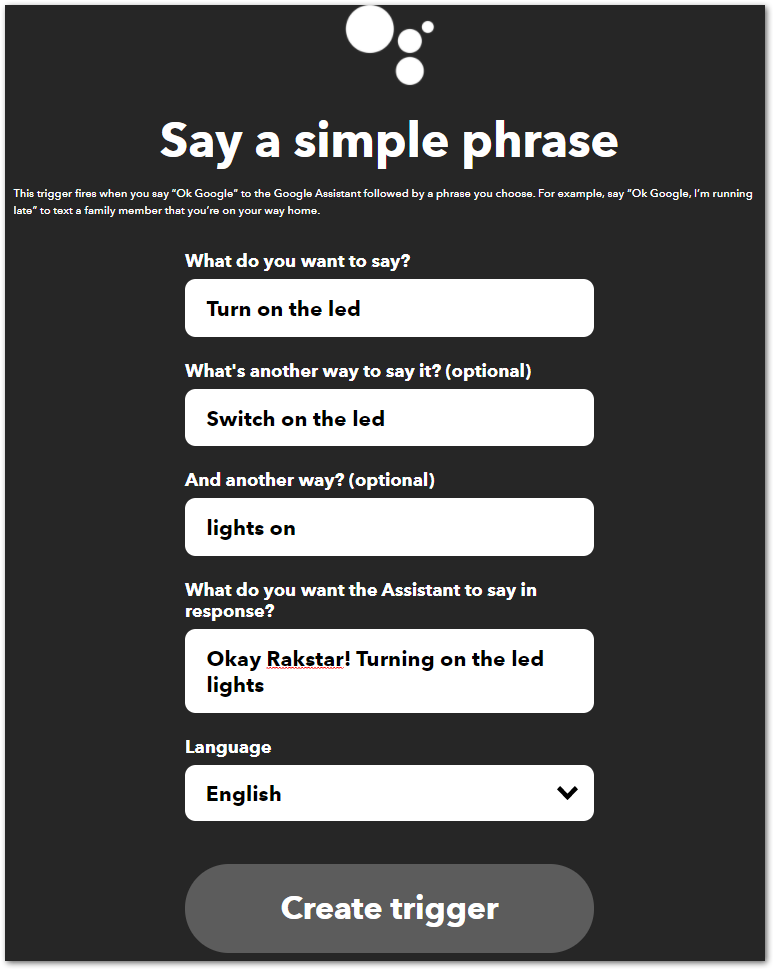 Say a simple phrase
This trigger fires when you say “Ok Google” to the Google Assistant followed by a phrase you choose. For example, say “Ok Google, I’m running
late” to text a family member that you’re on your way home.
What do you want to say?
Turn on the led
What's another way to say it? (optional)
Switch on the led
And another way? (optional)
lights on
What do you want the Assistant to say in
response?
Okay Rakstar! Turning on the led
lights
Language
English
Create trigger